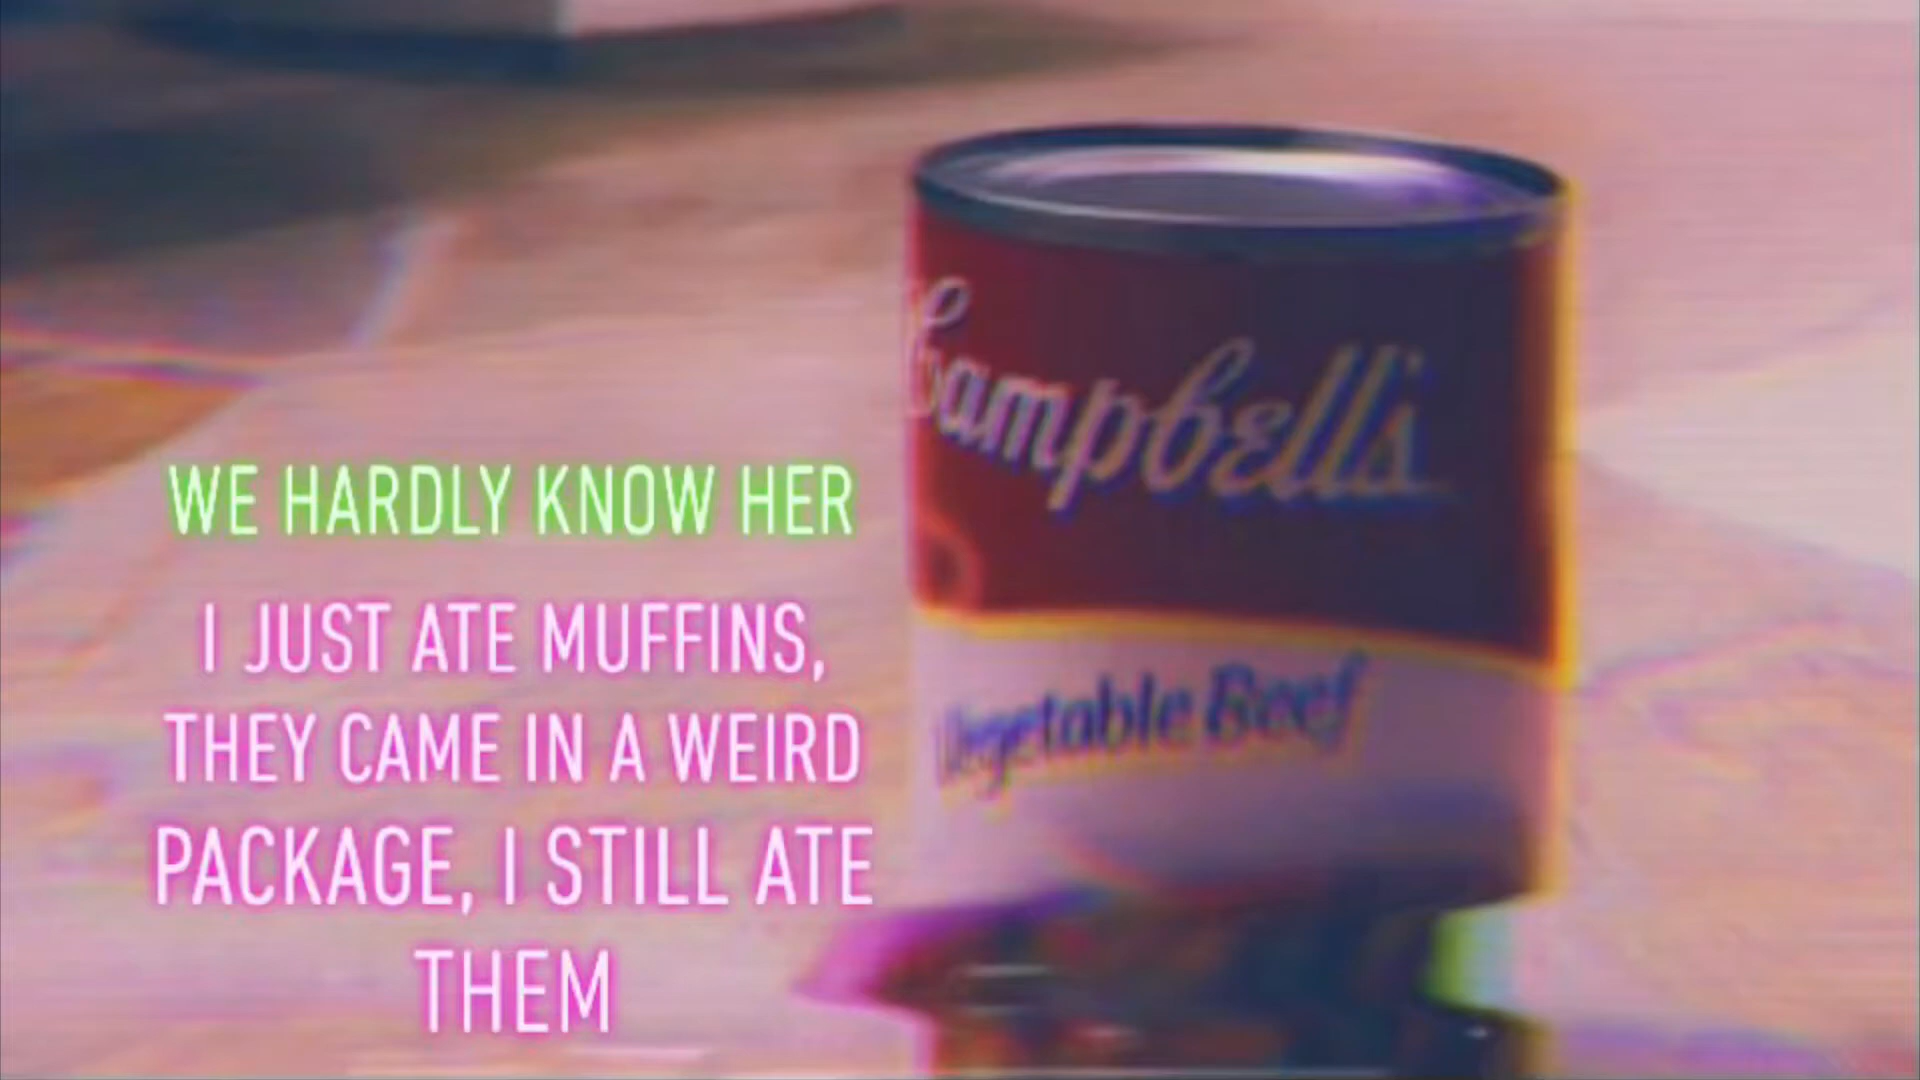 WE HARDLY KNOW HER
I JUST ATE MUFFINS,
THEY CAME IN A WEIRD
PACKAGE, I STILL ATE
THEM
Campbell's
Vegetable Beef